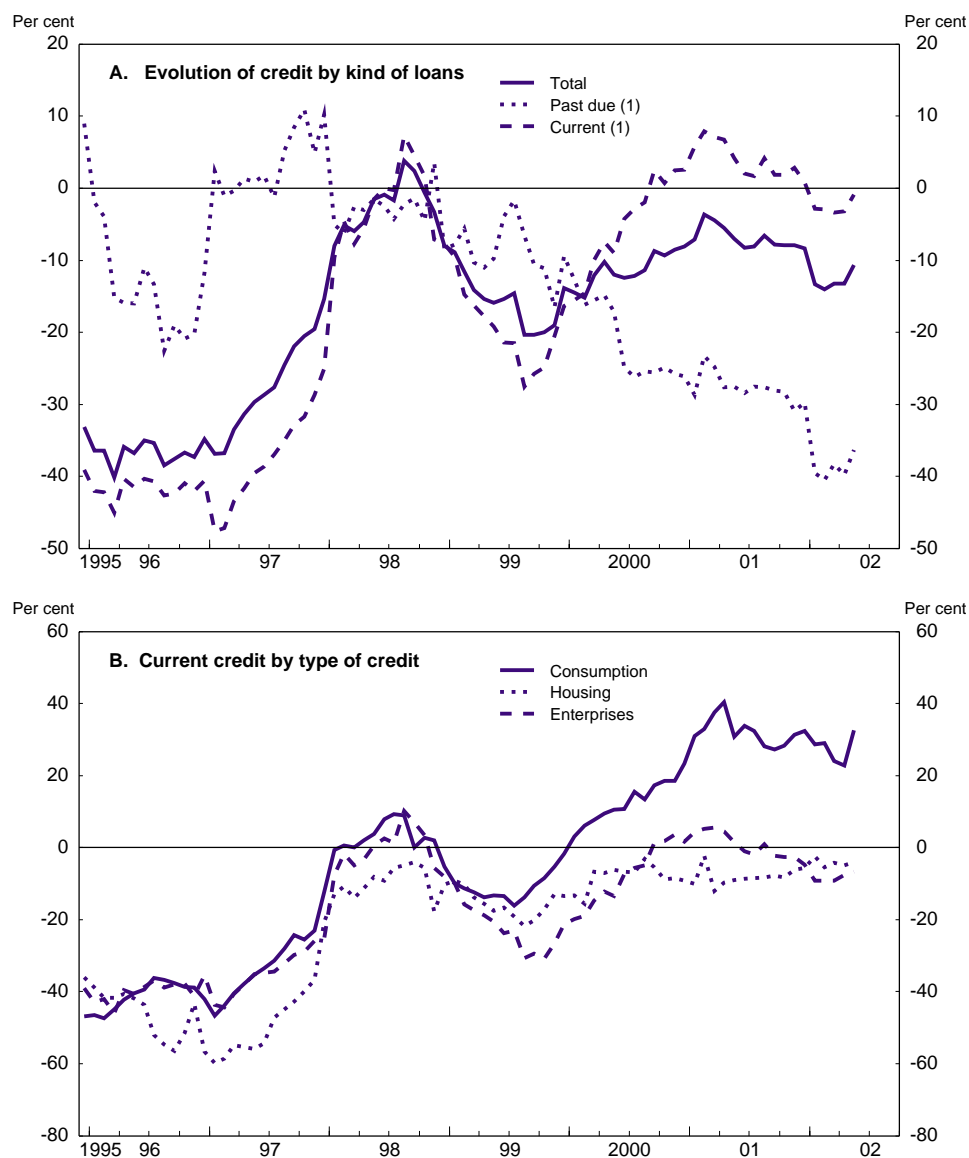 Per cent Per cent
20 20
A. Evolution of credit by kind of loans
Total
Past due (1)
Current (1)
10 10
0 0
-10 -10
-20 -20
-30 -30
-40 -40
-50 -50
1995 96 97 98 99 2000 01 02
Per cent Per cent
60 60
B. Current credit by type of credit
Consumption
Housing
Enterprises
40 40
20 20
0 0
-20 -20
-40 -40
-60 -60
-80 -80
1995 96 97 98 99 2000 01 02